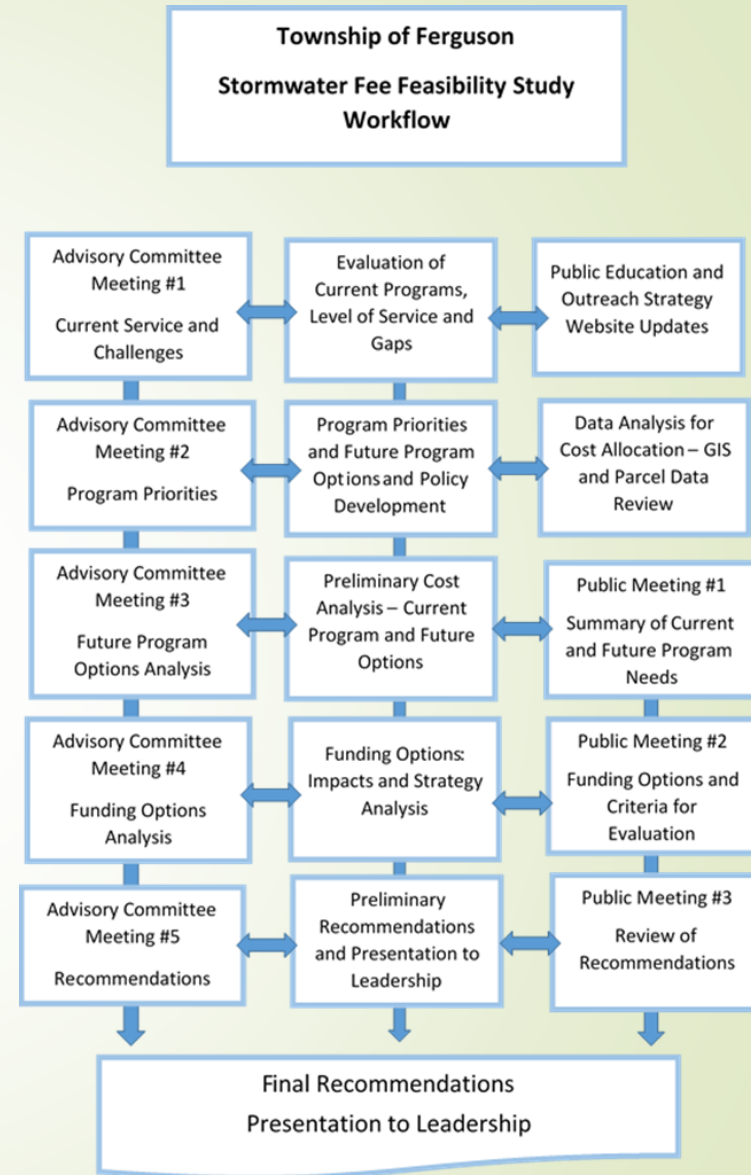 Township of Ferguson
Stormwater Fee Feasibility Study
Workflow
Advisory Committee
Meeting #1
Current Service and
Challenges
Evaluation of
Current Programs,
Level of Service and
Gaps
Public Education and
Outreach Strategy
Website Updates
Advisory Committee
Meeting #2
Program Priorities
Program Priorities
and Future Program
Options and Policy
Development
Data Analysis for
Cost Allocation – GIS
and Parcel Data
Review
Advisory Committee
Meeting #3
Future Program
Options Analysis
Preliminary Cost
Analysis – Current
Program and Future
Options
Public Meeting #1
Summary of Current
and Future Program
Needs
Advisory Committee
Meeting #4
Funding Options
Analysis
Funding Options:
Impacts and Strategy
Analysis
Public Meeting #2
Funding Options and
Criteria for
Evaluation
Advisory Committee
Meeting #5
Recommendations
Preliminary
Recommendations
and Presentation to
Leadership
Public Meeting #3
Review of
Recommendations
Final Recommendations
Presentation to Leadership